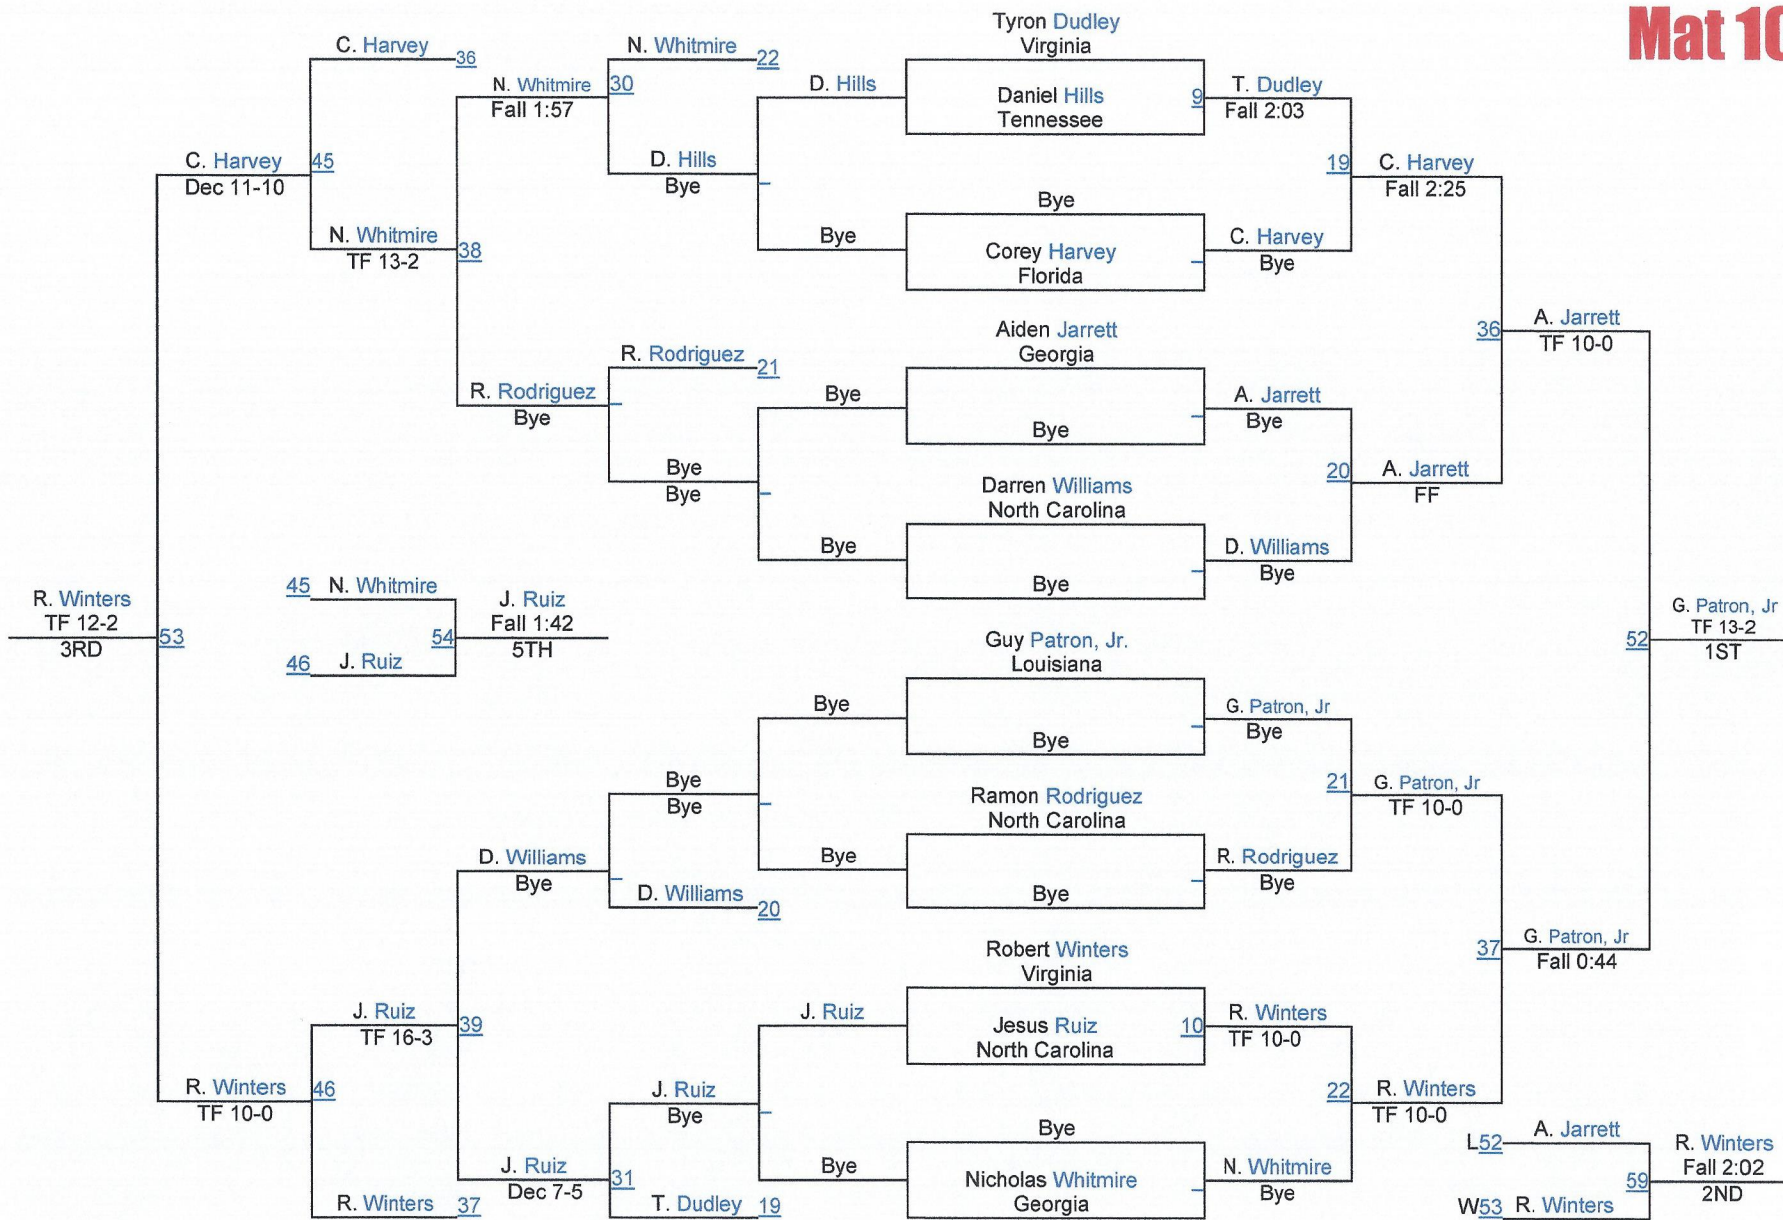 Mat 10
Tyron Dudley
Virginia
Daniel Hills
Tennessee
9
Bye
Corey Harvey
Florida
Aiden Jarrett
Georgia
Bye
Darren Williams
North Carolina
Bye
Guy Patron, Jr.
Louisiana
Bye
Ramon Rodriguez
North Carolina
Bye
Robert Winters
Virginia
Jesus Ruiz
North Carolina
10
Bye
Nicholas Whitmire
Georgia
T. Dudley
Fall 2:03
19
C. Harvey
Bye
A. Jarrett
Bye
20
D. Williams
Bye
G. Patron, Jr
Bye
21
R. Rodriguez
Bye
R. Winters
TF 10-0
22
N. Whitmire
Bye
C. Harvey
Fall 2:25
36
A. Jarrett
FF
G. Patron, Jr
TF 10-0
37
R. Winters
TF 10-0
A. Jarrett
TF 10-0
52
G. Patron, Jr
Fall 0:44
G. Patron, Jr
TF 13-2
1ST
L52 A. Jarrett
59
W53 R. Winters
R. Winters
Fall 2:02
2ND
D. Hills
Bye
Bye
Bye
Bye
Bye
J. Ruiz
Bye
N. Whitmire 22
30
D. Hills
Bye
R. Rodriguez 21
Bye
Bye
Bye
Bye
D. Williams 20
J. Ruiz
Bye
31
T. Dudley 19
N. Whitmire
Fall 1:57
38
R. Rodriguez
Bye
D. Williams
Bye
39
J. Ruiz
Dec 7-5
C. Harvey 36
45
N. Whitmire
TF 13-2
J. Ruiz
TF 16-3
46
R. Winters 37
C. Harvey
Dec 11-10
53
R. Winters
TF 10-0
R. Winters
TF 12-2
3RD
45 N. Whitmire
54
46 J. Ruiz
J. Ruiz
Fall 1:42
5TH